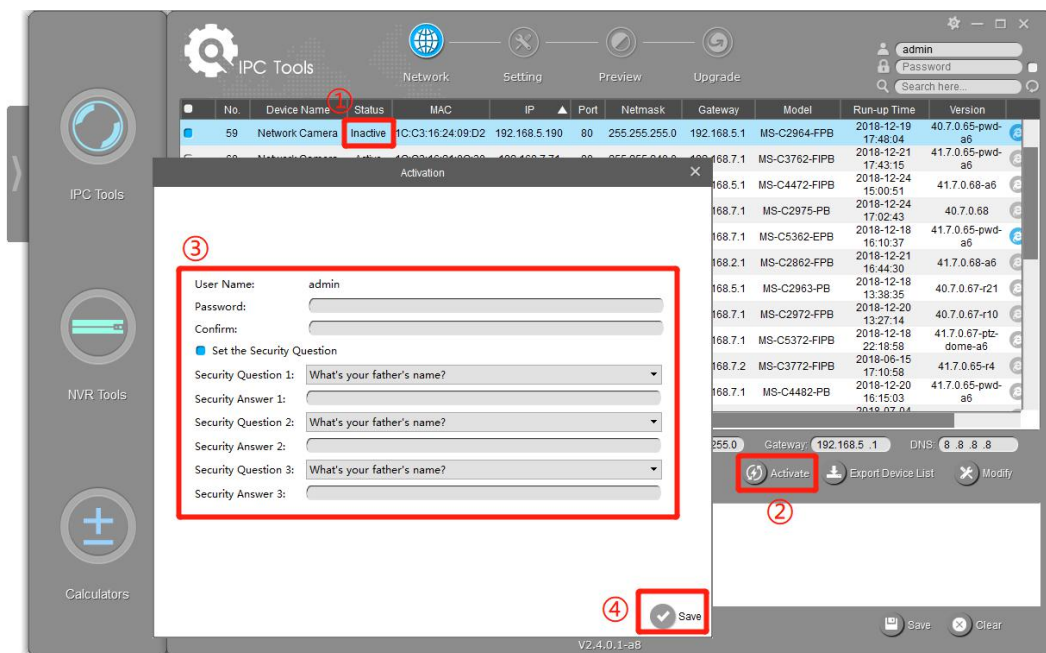 IPC Tools
Network
Setting
Preview
Upgrade
admin
Password
Search here...
①
No. Device Name Status MAC IP Port Netmask Gateway Model Run-up Time Version
59 Network Camera Inactive 1C:C3:16:24:09:D2 192.168.5.190 80 255.255.255.0 192.168.5.1 MS-C2964-FPB 2018-12-19 17:48:04 40.7.0.65-pwd-a6
168.7.1 MS-C3762-FIPB 2018-12-21 17:43:15 41.7.0.65-pwd-a6
168.5.1 MS-C4472-FIPB 2018-12-24 15:00:51 41.7.0.68-a6
168.7.1 MS-C2975-PB 2018-12-24 17:02:43 40.7.0.68
168.7.1 MS-C5362-EPB 2018-12-18 16:10:37 41.7.0.65-pwd-a6
168.2.1 MS-C2862-FPB 2018-12-21 16:44:30 41.7.0.68-a6
168.5.1 MS-C2963-PB 2018-12-18 13:38:35 40.7.0.67-r21
168.7.1 MS-C2972-FPB 2018-12-20 13:27:14 40.7.0.67-r10
168.7.1 MS-C5372-FIPB 2018-12-18 22:18:58 41.7.0.67-ptz-dome-a6
168.7.2 MS-C3772-FIPB 2018-06-15 17:10:58 41.7.0.65-r4
168.7.1 MS-C4482-PB 2018-12-20 16:15:03 41.7.0.65-pwd-a6
255.0 Gateway: 192.168.5 .1 DNS: 8 .8 .8 .8
Activate
Export Device List
Modify
②
Save
Clear
IPC Tools
NVR Tools
Calculators
Activation
③
User Name: admin
Password:
Confirm:
Set the Security Question
Security Question 1: What's your father's name?
Security Answer 1:
Security Question 2: What's your father's name?
Security Answer 2:
Security Question 3: What's your father's name?
Security Answer 3:
④
Save
V2.4.0.1-a8